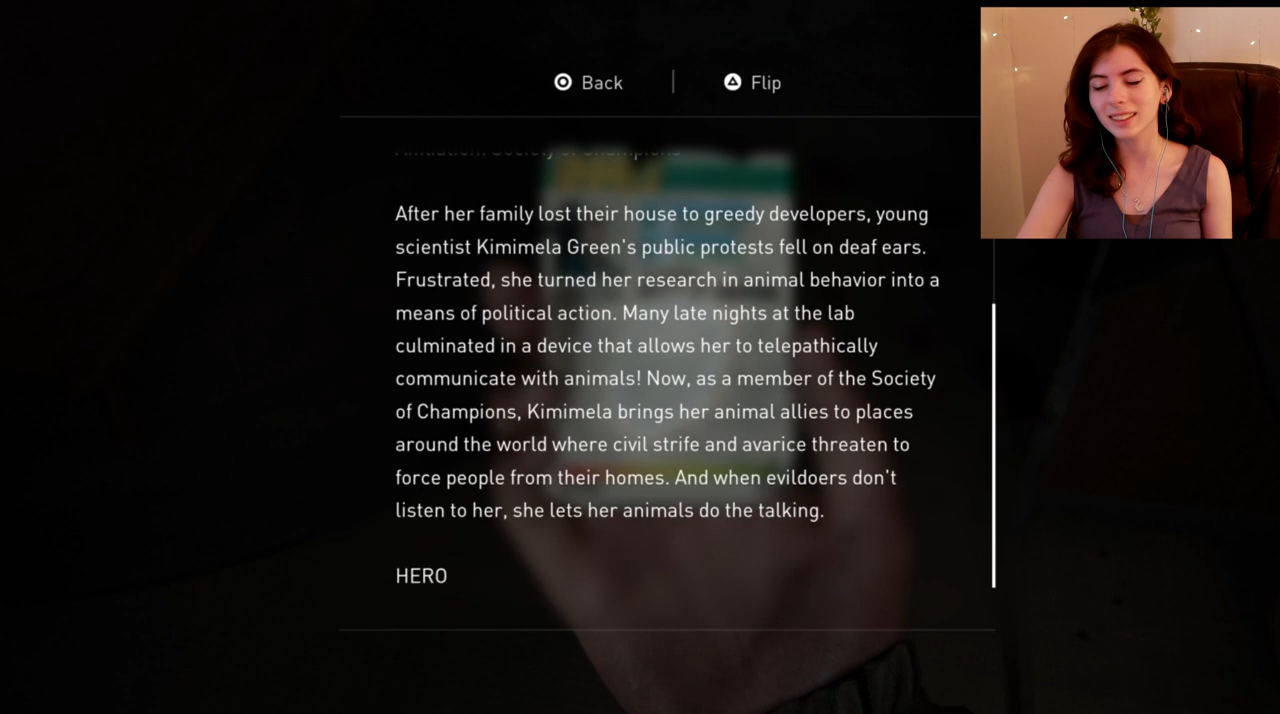 Back
Flip
Affiliation: Society of Champions
After her family lost their house to greedy developers, young
scientist Kimimela Green's public protests fell on deaf ears.
Frustrated, she turned her research in animal behavior into a
means of political action. Many late nights at the lab
culminated in a device that allows her to telepathically
communicate with animals! Now, as a member of the Society
of Champions, Kimimela brings her animal allies to places
around the world where civil strife and avarice threaten to
force people from their homes. And when evildoers don't
listen to her, she lets her animals do the talking.
HERO